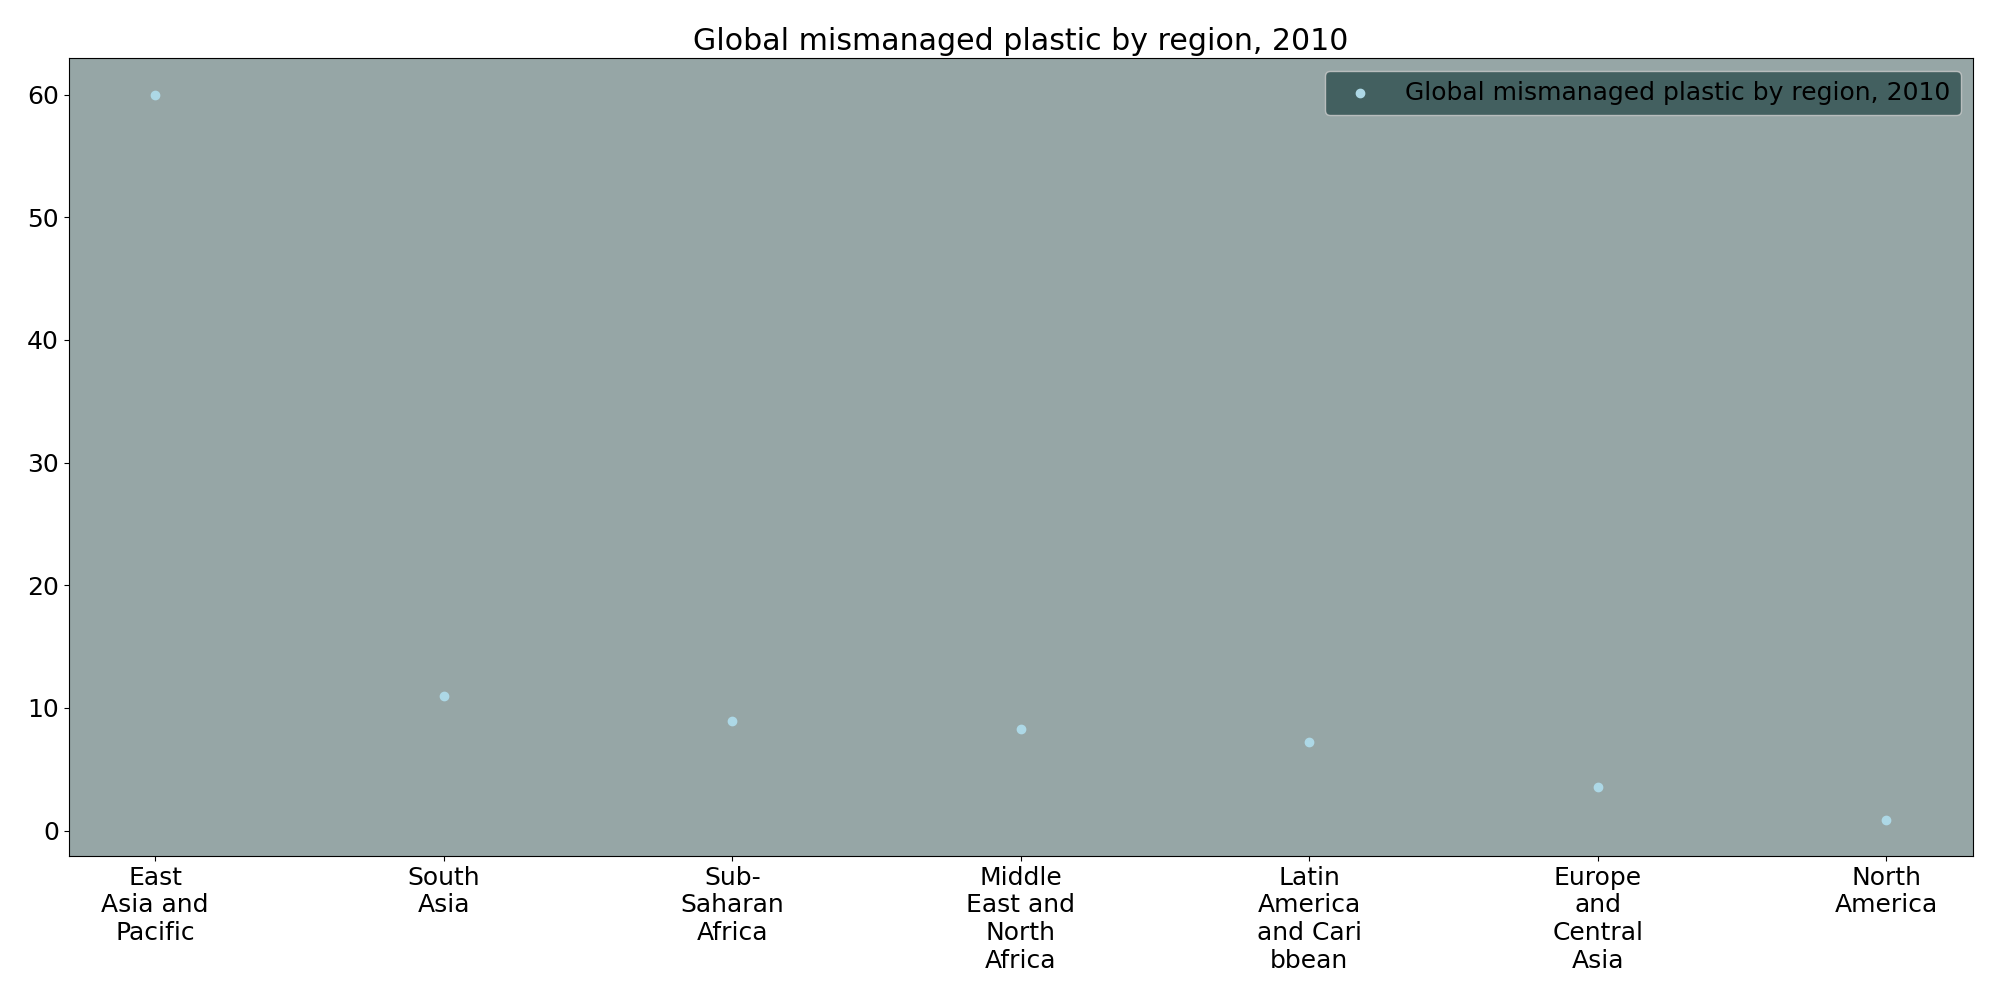 Global mismanaged plastic by region, 2010
Global mismanaged plastic by region, 2010
60
50
40
30
20
10
0
East
Asia and
Pacific
South
Asia
Sub-
Saharan
Africa
Middle
East and
North
Africa
Latin
America
and Cari
bbean
Europe
and
Central
Asia
North
America